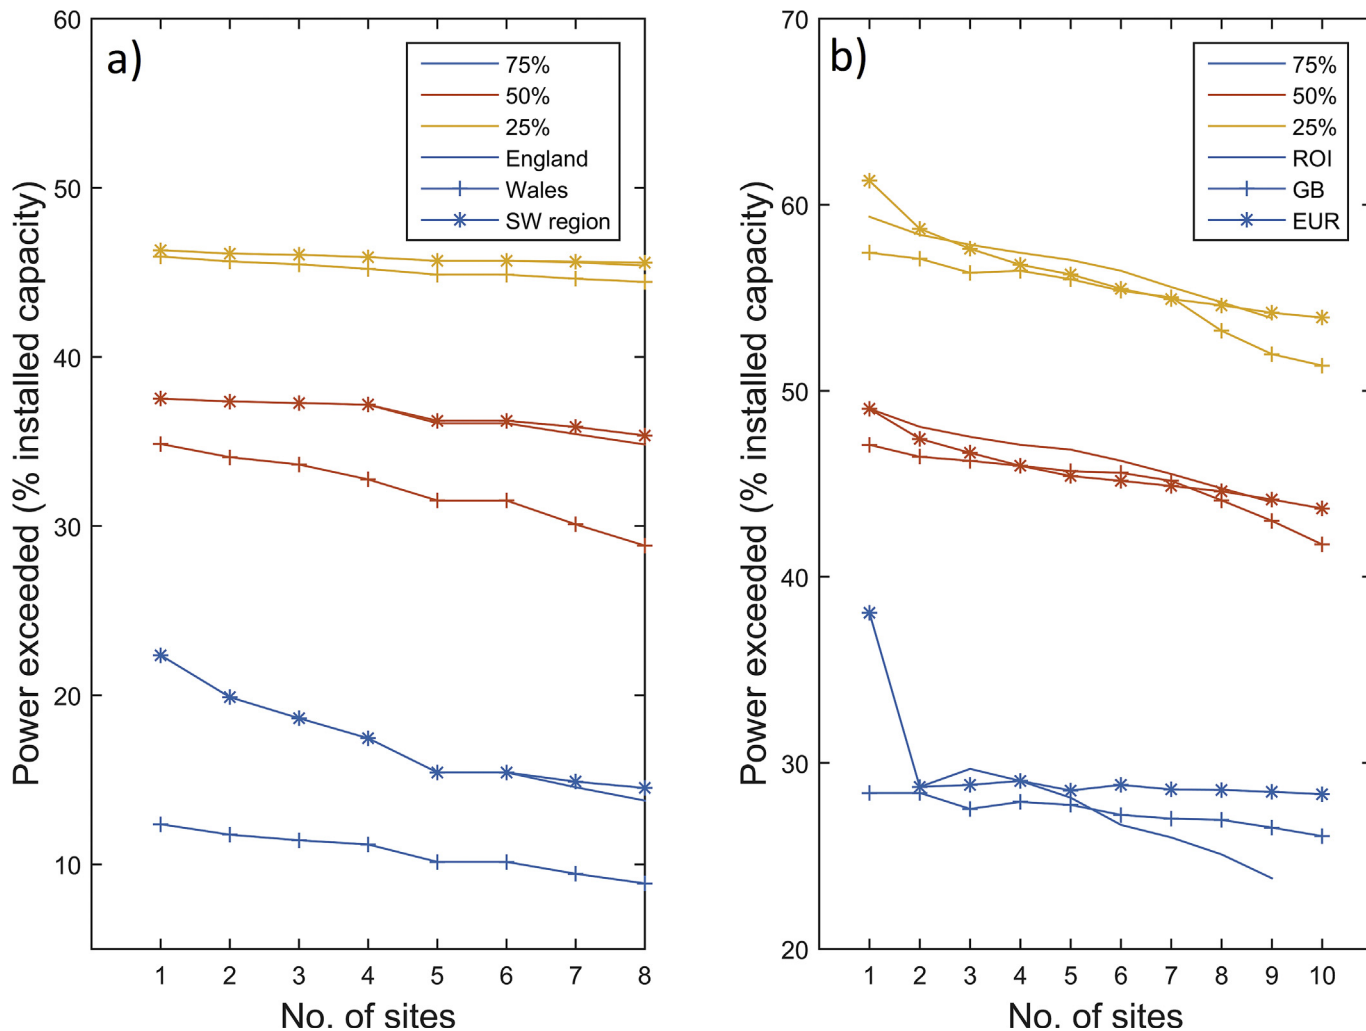 a)
60
50
40
30
20
10
75%
50%
25%
England
Wales
SW region
Power exceeded (% installed capacity)
1 2 3 4 5 6 7 8
No. of sites
b)
70
60
50
40
30
20
75%
50%
25%
ROI
GB
EUR
Power exceeded (% installed capacity)
1 2 3 4 5 6 7 8 9 10
No. of sites